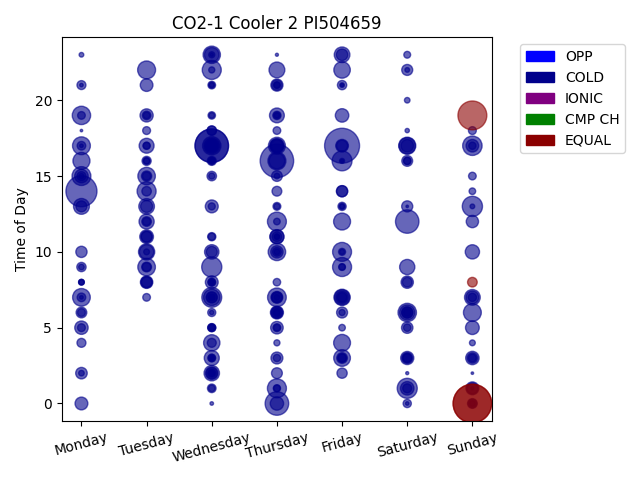 CO2-1 Cooler 2 PI504659
OPP
COLD
IONIC
CMP CH
EQUAL
Time of Day
20
15
10
5
0
Monday Tuesday Wednesday Thursday Friday Saturday Sunday